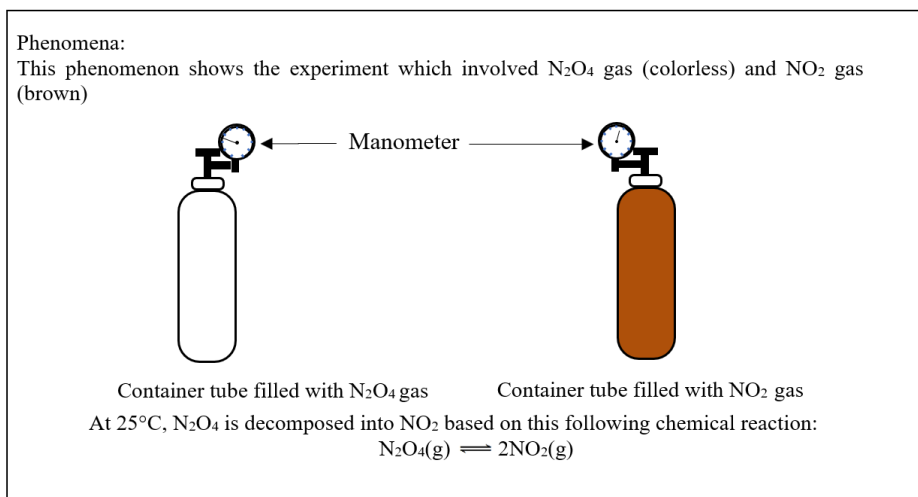 Phenomena:
This phenomenon shows the experiment which involved N₂O₄ gas (colorless) and NO₂ gas
(brown)
Manometer
Container tube filled with N₂O₄ gas
Container tube filled with NO₂ gas
At 25°C, N₂O₄ is decomposed into NO₂ based on this following chemical reaction:
N₂O₄(g) ⇌ 2NO₂(g)